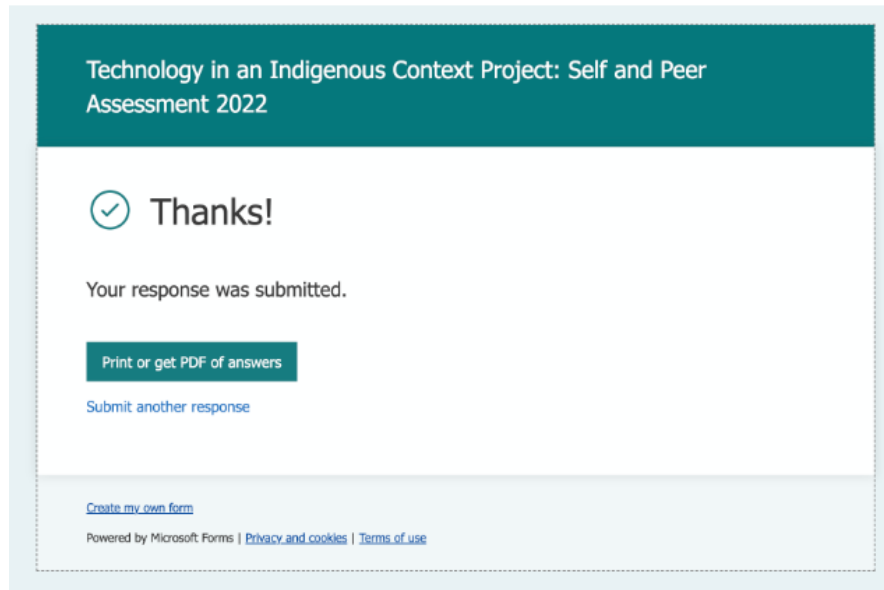 Technology in an Indigenous Context Project: Self and Peer
Assessment 2022
Thanks!
Your response was submitted.
Print or get PDF of answers
Submit another response
Create my own form
Powered by Microsoft Forms | Privacy and cookies | Terms of use